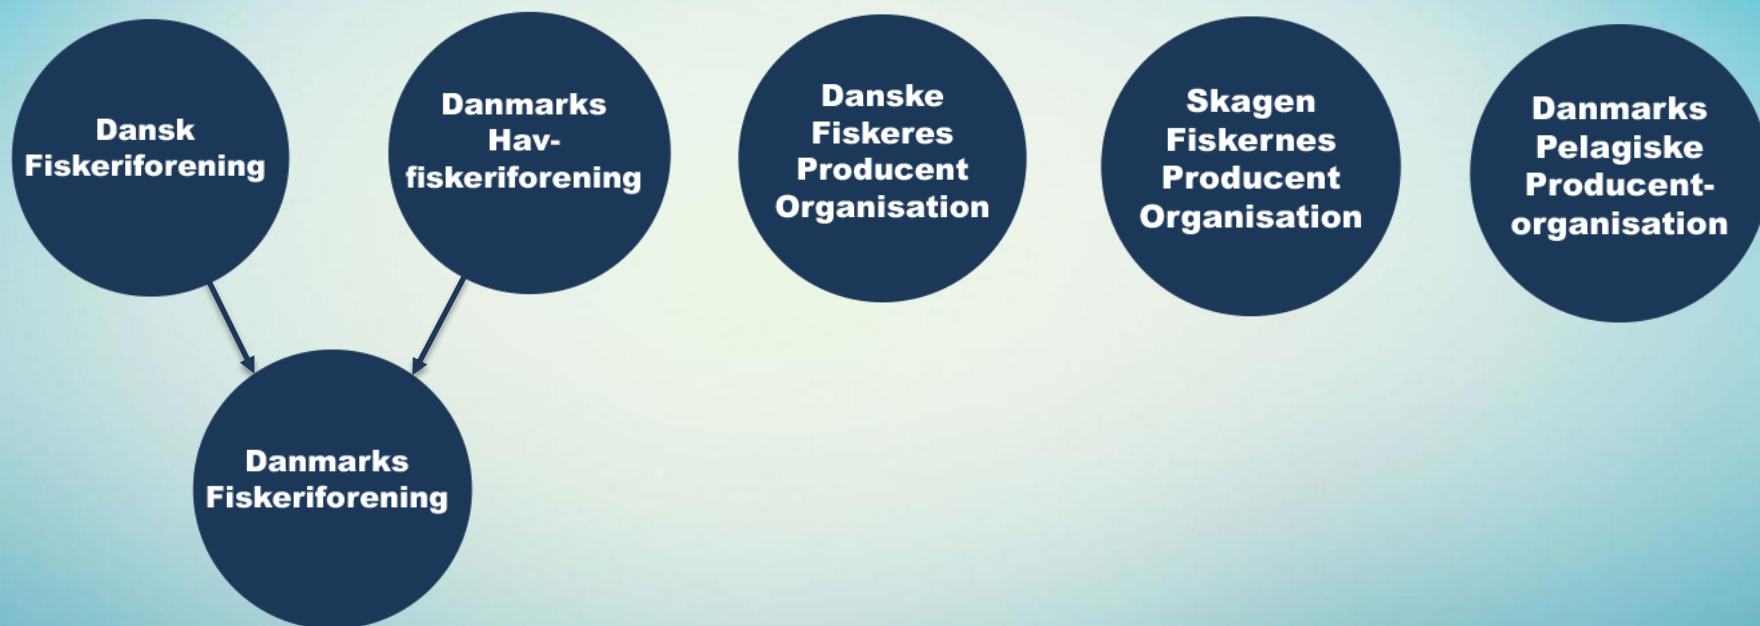 Dansk
Fiskeriforening
Danmarks
Hav-
fiskeriforening
Danske
Fiskeres
Producent
Organisation
Skagen
Fiskernes
Producent
Organisation
Danmarks
Pelagiske
Producent-
organisation
Danmarks
Fiskeriforening